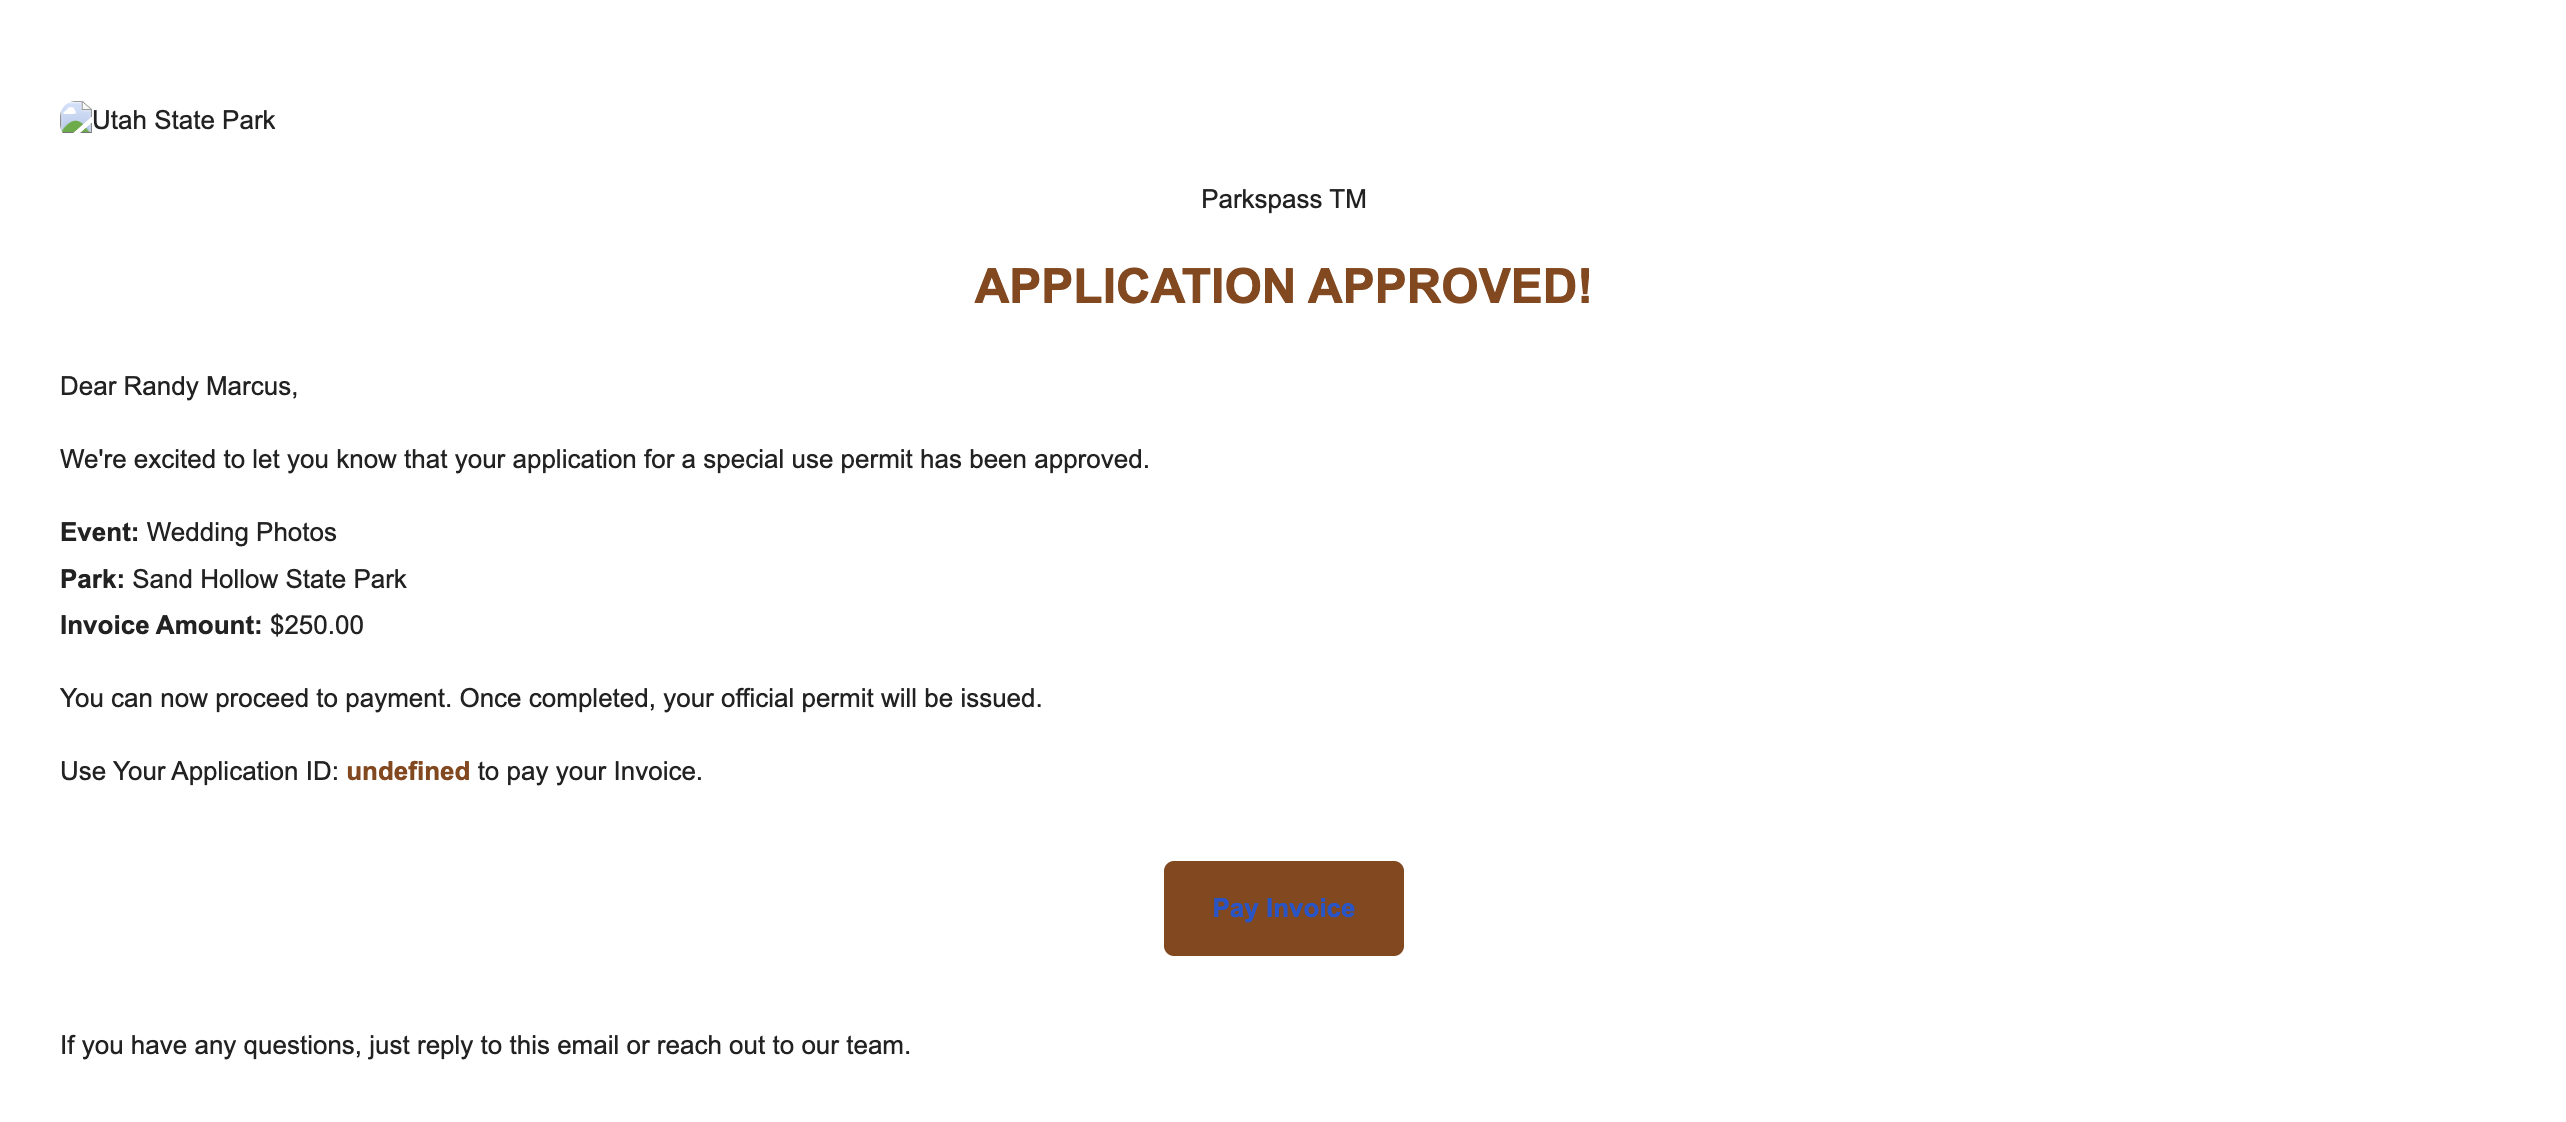 Utah State Park
Parkspass TM
APPLICATION APPROVED!
Dear Randy Marcus,
We're excited to let you know that your application for a special use permit has been approved.
Event: Wedding Photos
Park: Sand Hollow State Park
Invoice Amount: $250.00
You can now proceed to payment. Once completed, your official permit will be issued.
Use Your Application ID: undefined to pay your Invoice.
Pay Invoice
If you have any questions, just reply to this email or reach out to our team.